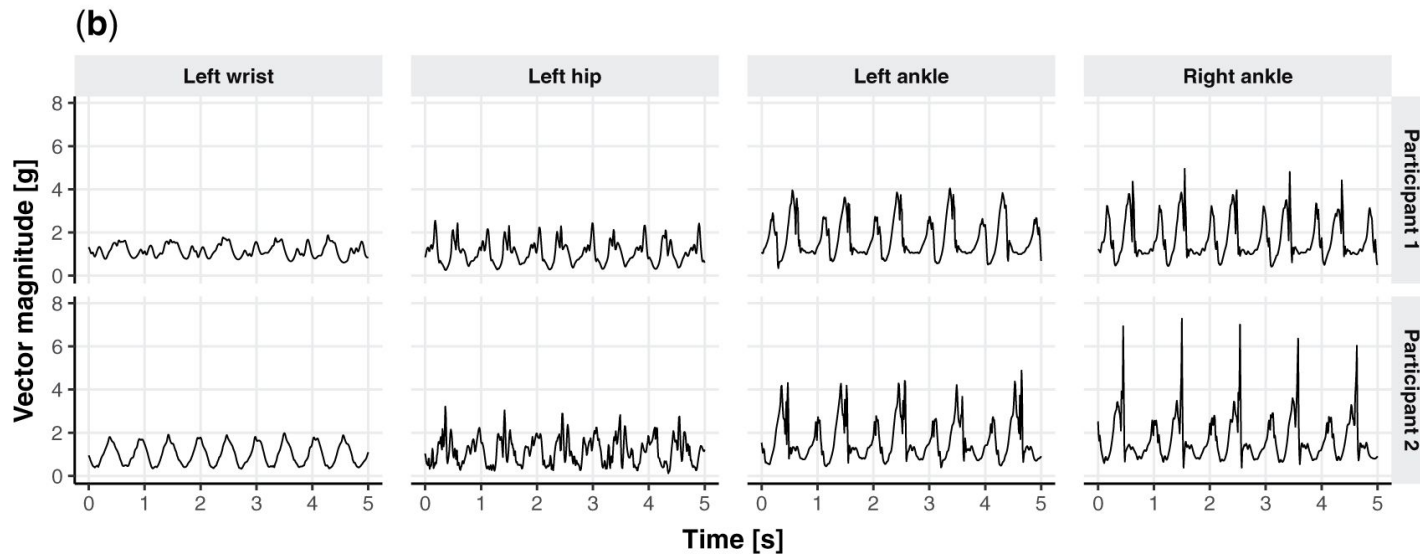 (b)
Left wrist
Left hip
Left ankle
Right ankle
Vector magnitude [g]
8
6
4
2
0
Participant 1
8
6
4
2
0
Participant 2
0 1 2 3 4 5
0 1 2 3 4 5
0 1 2 3 4 5
0 1 2 3 4 5
Time [s]